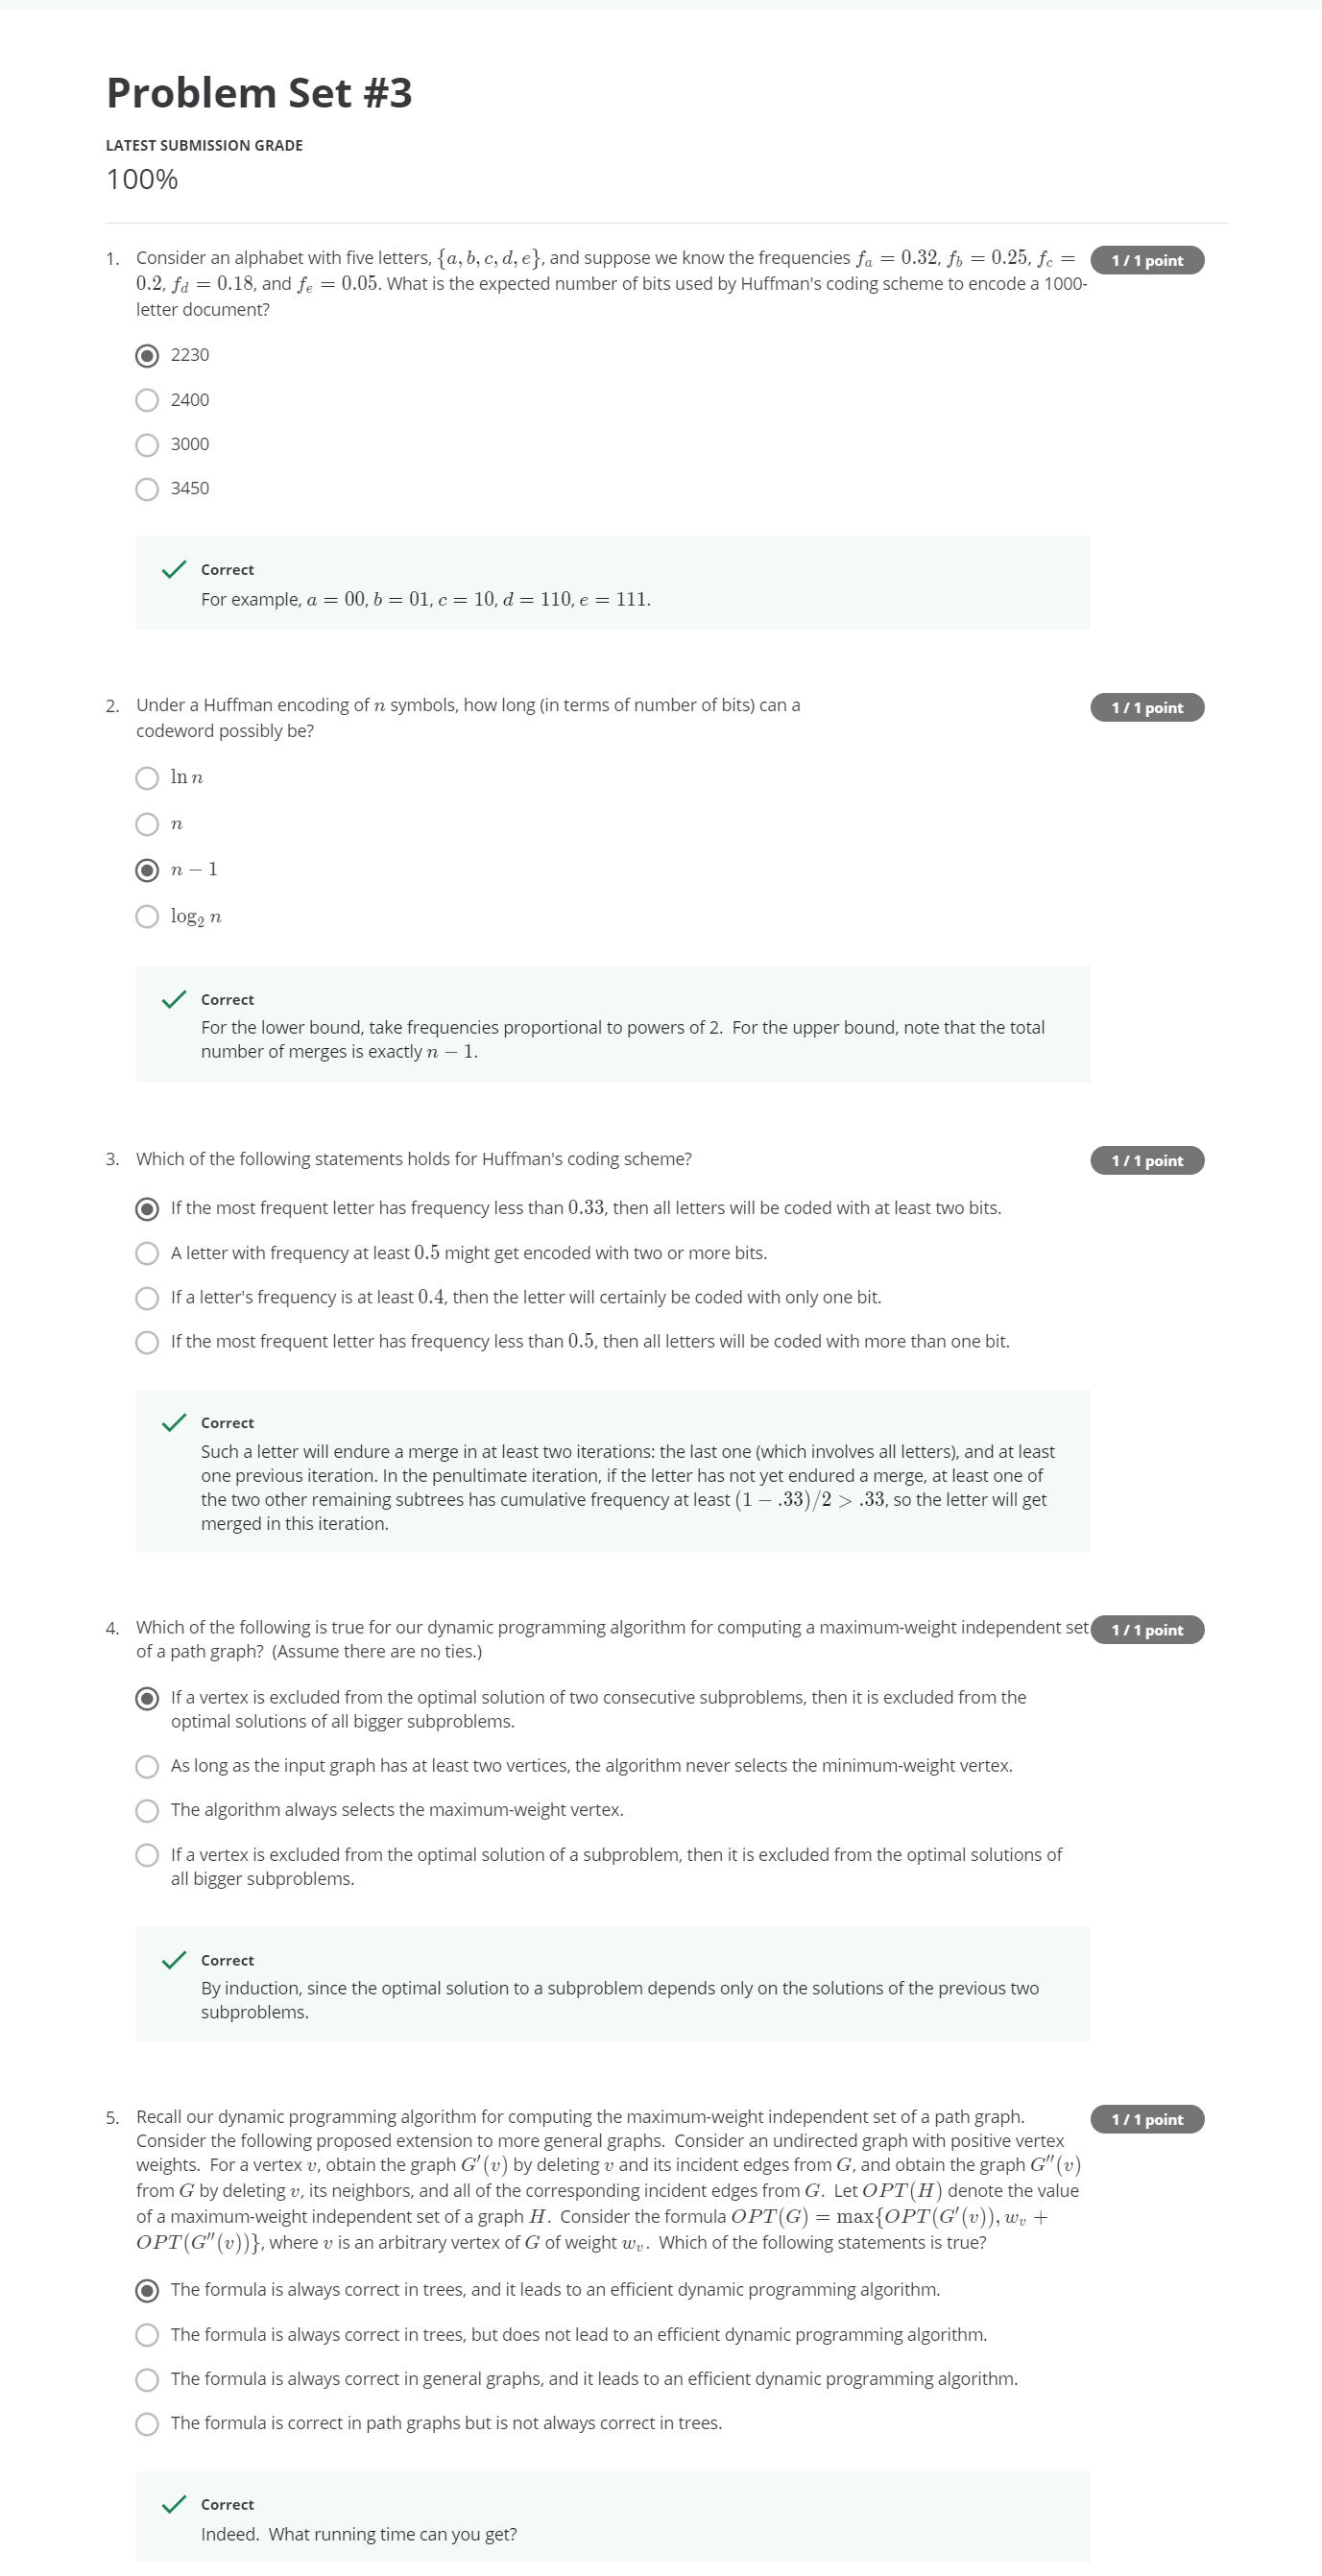 Problem Set #3
LATEST SUBMISSION GRADE
100%
1. Consider an alphabet with five letters, {a, b, c, d, e}, and suppose we know the frequencies fₐ = 0.32, f_b = 0.25, f_c =
1 / 1 point
0.2, f_d = 0.18, and fₑ = 0.05. What is the expected number of bits used by Huffman's coding scheme to encode a 1000-
letter document?
2230
2400
3000
3450
Correct
For example, a = 00, b = 01, c = 10, d = 110, e = 111.
2. Under a Huffman encoding of n symbols, how long (in terms of number of bits) can a
1 / 1 point
codeword possibly be?
ln n
n
n − 1
log₂ n
Correct
For the lower bound, take frequencies proportional to powers of 2. For the upper bound, note that the total
number of merges is exactly n − 1.
3. Which of the following statements holds for Huffman's coding scheme?
1 / 1 point
If the most frequent letter has frequency less than 0.33, then all letters will be coded with at least two bits.
A letter with frequency at least 0.5 might get encoded with two or more bits.
If a letter's frequency is at least 0.4, then the letter will certainly be coded with only one bit.
If the most frequent letter has frequency less than 0.5, then all letters will be coded with more than one bit.
Correct
Such a letter will endure a merge in at least two iterations: the last one (which involves all letters), and at least
one previous iteration. In the penultimate iteration, if the letter has not yet endured a merge, at least one of
the two other remaining subtrees has cumulative frequency at least (1 − .33)/2 > .33, so the letter will get
merged in this iteration.
4. Which of the following is true for our dynamic programming algorithm for computing a maximum-weight independent set
1 / 1 point
of a path graph? (Assume there are no ties.)
If a vertex is excluded from the optimal solution of two consecutive subproblems, then it is excluded from the
optimal solutions of all bigger subproblems.
As long as the input graph has at least two vertices, the algorithm never selects the minimum-weight vertex.
The algorithm always selects the maximum-weight vertex.
If a vertex is excluded from the optimal solution of a subproblem, then it is excluded from the optimal solutions of
all bigger subproblems.
Correct
By induction, since the optimal solution to a subproblem depends only on the solutions of the previous two
subproblems.
5. Recall our dynamic programming algorithm for computing the maximum-weight independent set of a path graph.
1 / 1 point
Consider the following proposed extension to more general graphs. Consider an undirected graph with positive vertex
weights. For a vertex v, obtain the graph G′(v) by deleting v and its incident edges from G, and obtain the graph G″(v)
from G by deleting v, its neighbors, and all of the corresponding incident edges from G. Let OPT(H) denote the value
of a maximum-weight independent set of a graph H. Consider the formula OPT(G) = max{OPT(G′(v)), wᵥ +
OPT(G″(v))}, where v is an arbitrary vertex of G of weight wᵥ. Which of the following statements is true?
The formula is always correct in trees, and it leads to an efficient dynamic programming algorithm.
The formula is always correct in trees, but does not lead to an efficient dynamic programming algorithm.
The formula is always correct in general graphs, and it leads to an efficient dynamic programming algorithm.
The formula is correct in path graphs but is not always correct in trees.
Correct
Indeed. What running time can you get?